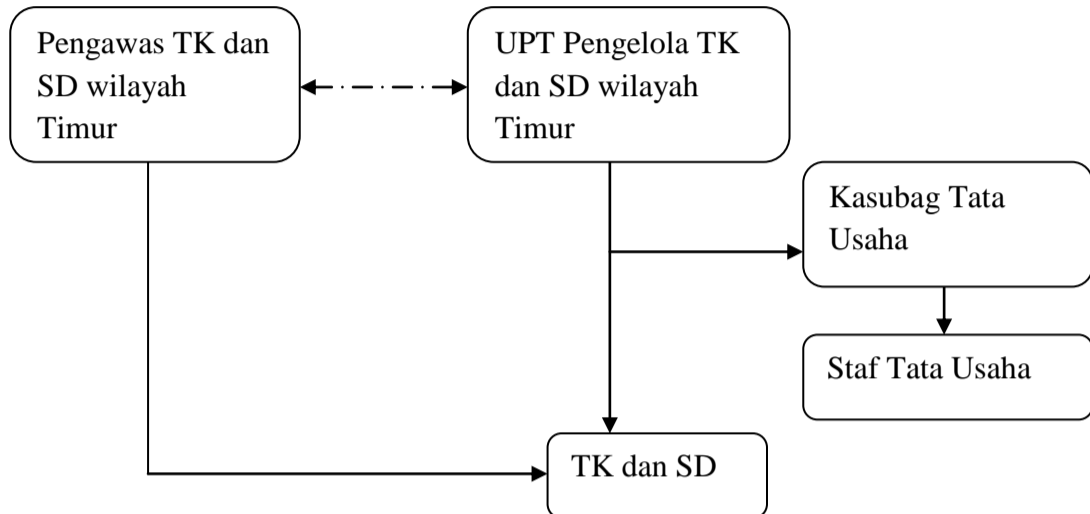 Pengawas TK dan
SD wilayah
Timur
UPT Pengelola TK
dan SD wilayah
Timur
Kasubag Tata
Usaha
Staf Tata Usaha
TK dan SD